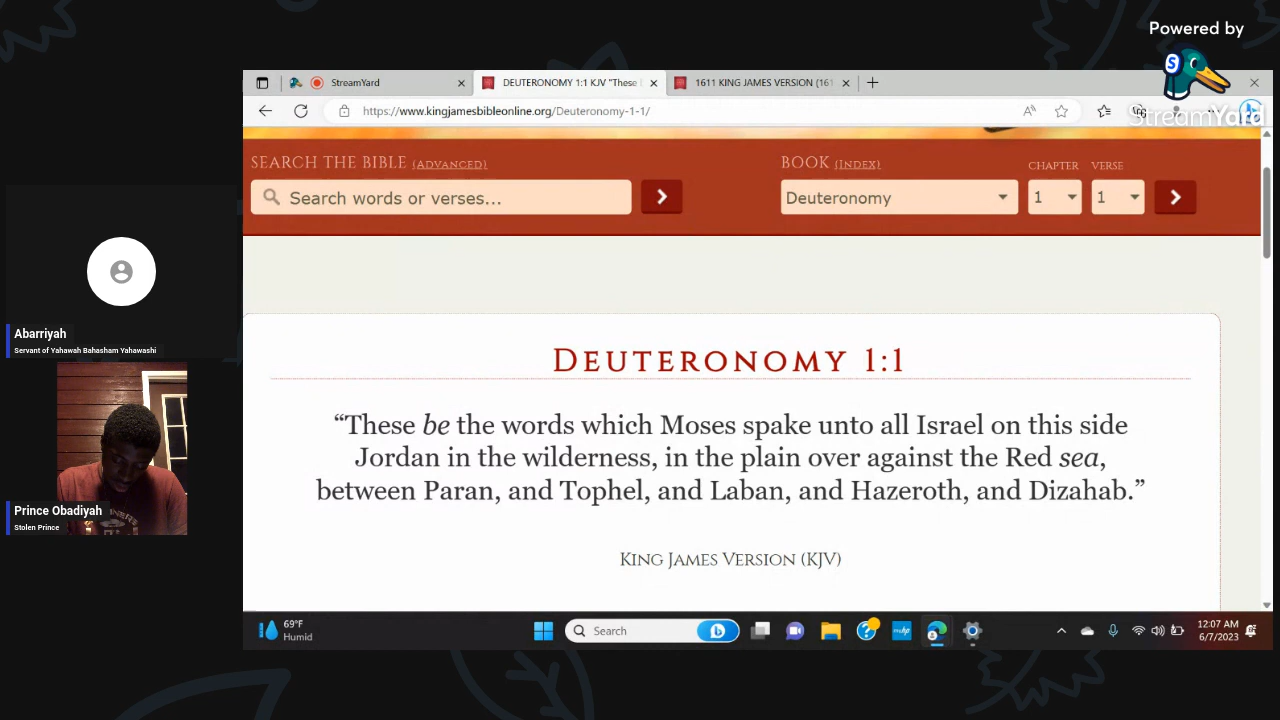 Powered by
StreamYard
StreamYard
DEUTERONOMY 1:1 KJV "These
1611 KING JAMES VERSION (161
https://www.kingjamesbibleonline.org/Deuteronomy-1-1/
SEARCH THE BIBLE (ADVANCED)
BOOK (INDEX)
CHAPTER
VERSE
Search words or verses...
Deuteronomy
1
1
Abarriyah
Servant of Yahawah Bahasham Yahawashi
Prince Obadiyah
Stolen Prince
DEUTERONOMY 1:1
“These be the words which Moses spake unto all Israel on this side
Jordan in the wilderness, in the plain over against the Red sea,
between Paran, and Tophel, and Laban, and Hazeroth, and Dizahab.”
KING JAMES VERSION (KJV)
69°F
Humid
Search
12:07 AM
6/7/2023